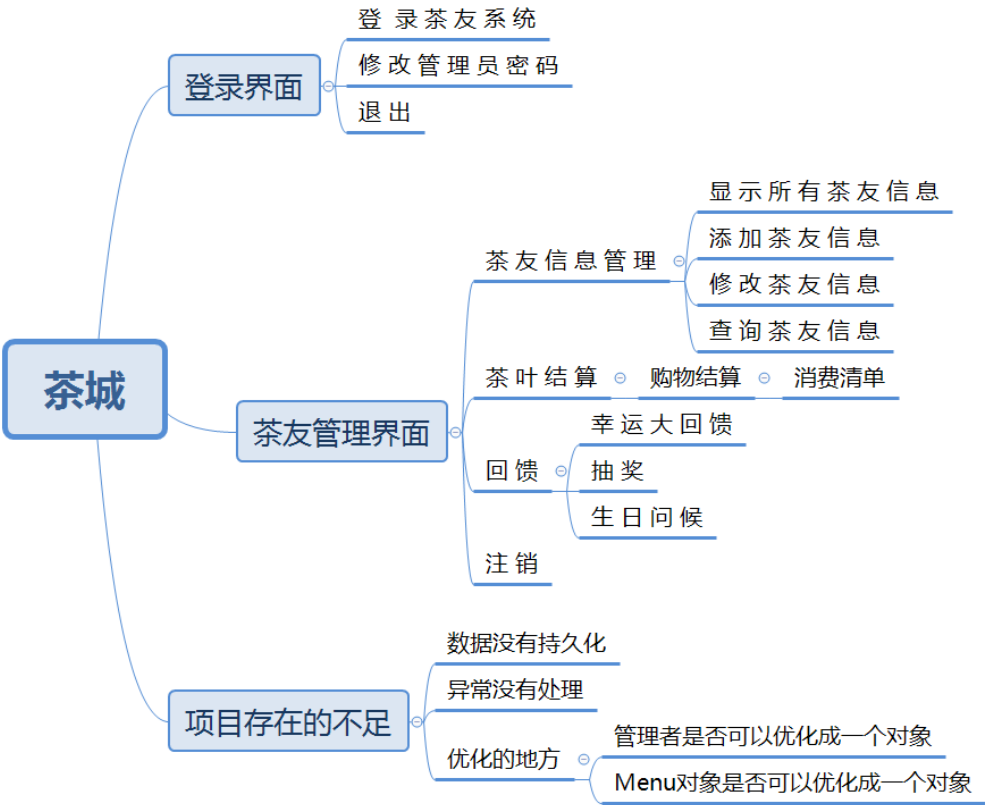 茶城
登录界面
登 录茶友系统
修改管理员密码
退出
茶友管理界面
茶友信息管理
显示所有茶友信息
添加茶友信息
修改茶友信息
查询茶友信息
茶叶结算
购物结算
消费清单
回馈
幸运大回馈
抽奖
生日问候
注销
项目存在的不足
数据没有持久化
异常没有处理
优化的地方
管理者是否可以优化成一个对象
Menu对象是否可以优化成一个对象